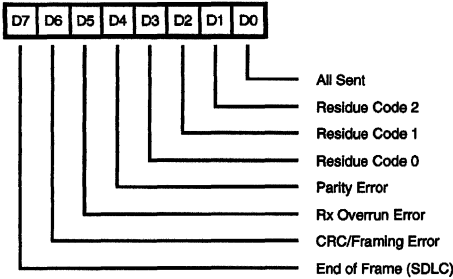 D7 D6 D5 D4 D3 D2 D1 D0
All Sent
Residue Code 2
Residue Code 1
Residue Code 0
Parity Error
Rx Overrun Error
CRC/Framing Error
End of Frame (SDLC)